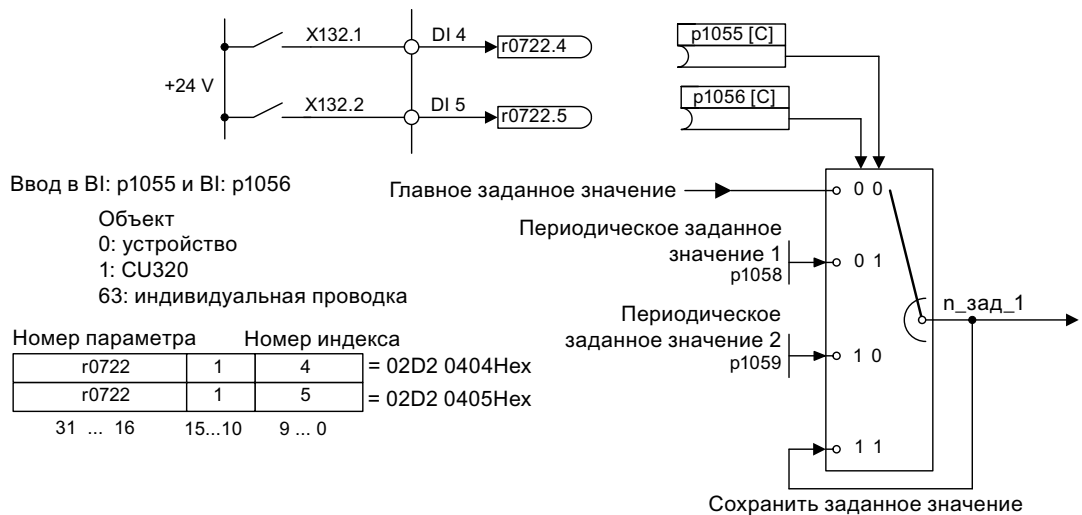 X132.1
DI 4
r0722.4
+24 V
X132.2
DI 5
r0722.5
p1055 [C]
p1056 [C]
Ввод в BI: p1055 и BI: p1056
Объект
0: устройство
1: CU320
63: индивидуальная проводка
Номер параметра Номер индекса
r0722 1 4 = 02D2 0404Hex
r0722 1 5 = 02D2 0405Hex
31 ... 16 15...10 9 ... 0
Главное заданное значение
0 0
Периодическое заданное
значение 1
p1058
0 1
Периодическое
заданное значение 2
p1059
1 0
1 1
n_зад_1
Сохранить заданное значение